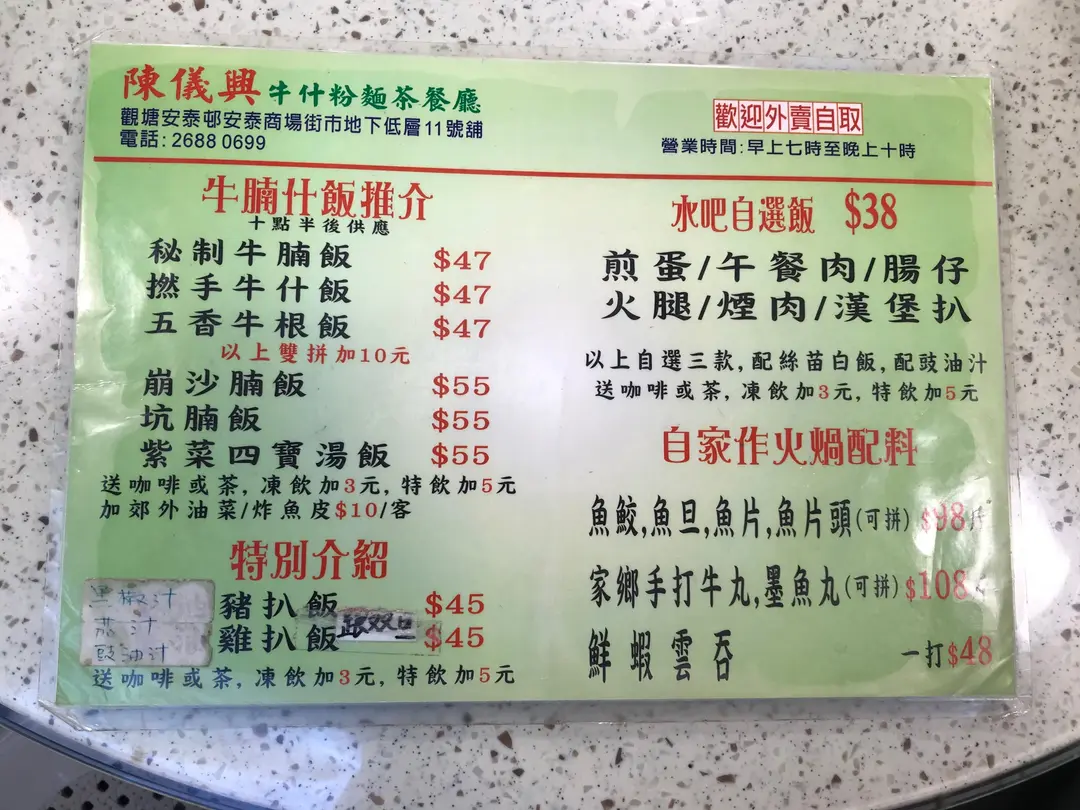 陳儀興牛什粉麵茶餐廳
觀塘安泰邨安泰商場街市地下低層11號舖
電話: 2688 0699
歡迎外賣自取
營業時間:早上七時至晚上十時
牛腩什飯推介
十點半後供應
秘制牛腩飯 $47
撚手牛什飯 $47
五香牛根飯 $47
以上雙拼加10元
崩沙腩飯 $55
坑腩飯 $55
紫菜四寶湯飯 $55
送咖啡或茶, 凍飲加3元, 特飲加5元
加郊外油菜/炸魚皮$10/客
特別介紹
黑椒汁
茄汁
豉油汁
豬扒飯 $45
雞扒飯 跟双旦 $45
送咖啡或茶, 凍飲加3元, 特飲加5元
水吧自選飯 $38
煎蛋/午餐肉/腸仔
火腿/煙肉/漢堡扒
以上自選三款, 配絲苗白飯, 配豉油汁
送咖啡或茶, 凍飲加3元, 特飲加5元
自家作火焗配料
魚鮫,魚旦,魚片,魚片頭(可拼) $98斤
家鄉手打牛丸,墨魚丸(可拼) $108
鮮蝦雲吞 一打$48